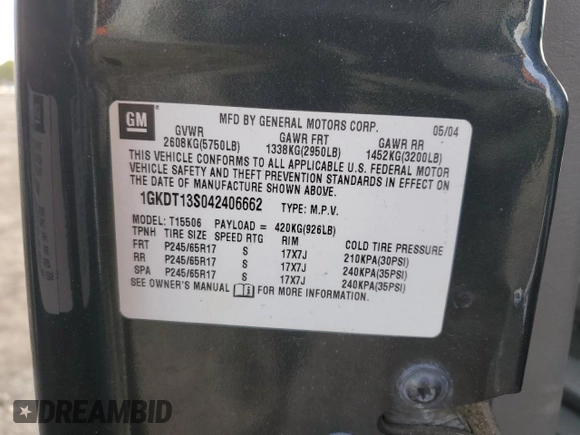 GM
MFD BY GENERAL MOTORS CORP.
05/04
GVWR GAWR FRT GAWR RR
2608KG(5750LB) 1338KG(2950LB) 1452KG(3200LB)
THIS VEHICLE CONFORMS TO ALL APPLICABLE U.S. FEDERAL MOTOR
VEHICLE SAFETY AND THEFT PREVENTION STANDARDS IN EFFECT ON
THE DATE OF MANUFACTURE SHOWN ABOVE.
1GKDT13S042406662 TYPE: M.P.V.
MODEL: T15506 PAYLOAD = 420KG(926LB)
TPNH TIRE SIZE SPEED RTG RIM COLD TIRE PRESSURE
FRT P245/65R17 S 17X7J 210KPA(30PSI)
RR P245/65R17 S 17X7J 240KPA(35PSI)
SPA P245/65R17 S 17X7J 240KPA(35PSI)
SEE OWNER'S MANUAL FOR MORE INFORMATION.
DREAMBID